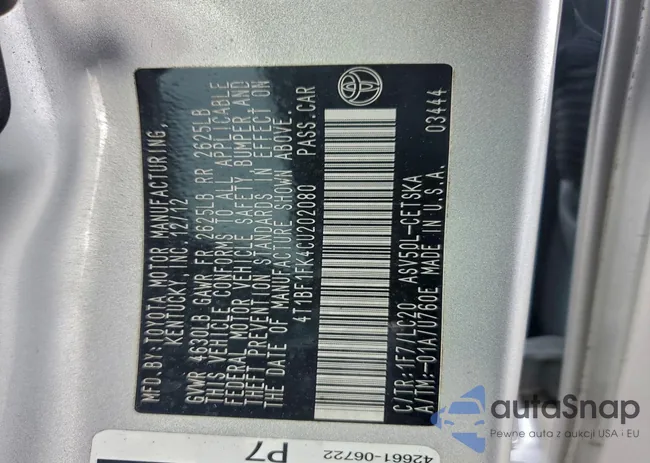 MFD. BY: TOYOTA MOTOR MANUFACTURING,
KENTUCKY, INC. 12/12
GVWR 4630LB GAWR FR 2625LB RR 2625LB
THIS VEHICLE CONFORMS TO ALL APPLICABLE
FEDERAL MOTOR VEHICLE SAFETY, BUMPER AND
THEFT PREVENTION STANDARDS IN EFFECT ON
THE DATE OF MANUFACTURE SHOWN ABOVE.
4T1BF1FK4CU202080 PASS.CAR
C/TR:1F7/LC20 ASV50L-CETSKA
A/TM:-01A/U760E MADE IN U.S.A. 03444
42661-06722
P7
autoSnap
Pewne auta z aukcji USA i EU